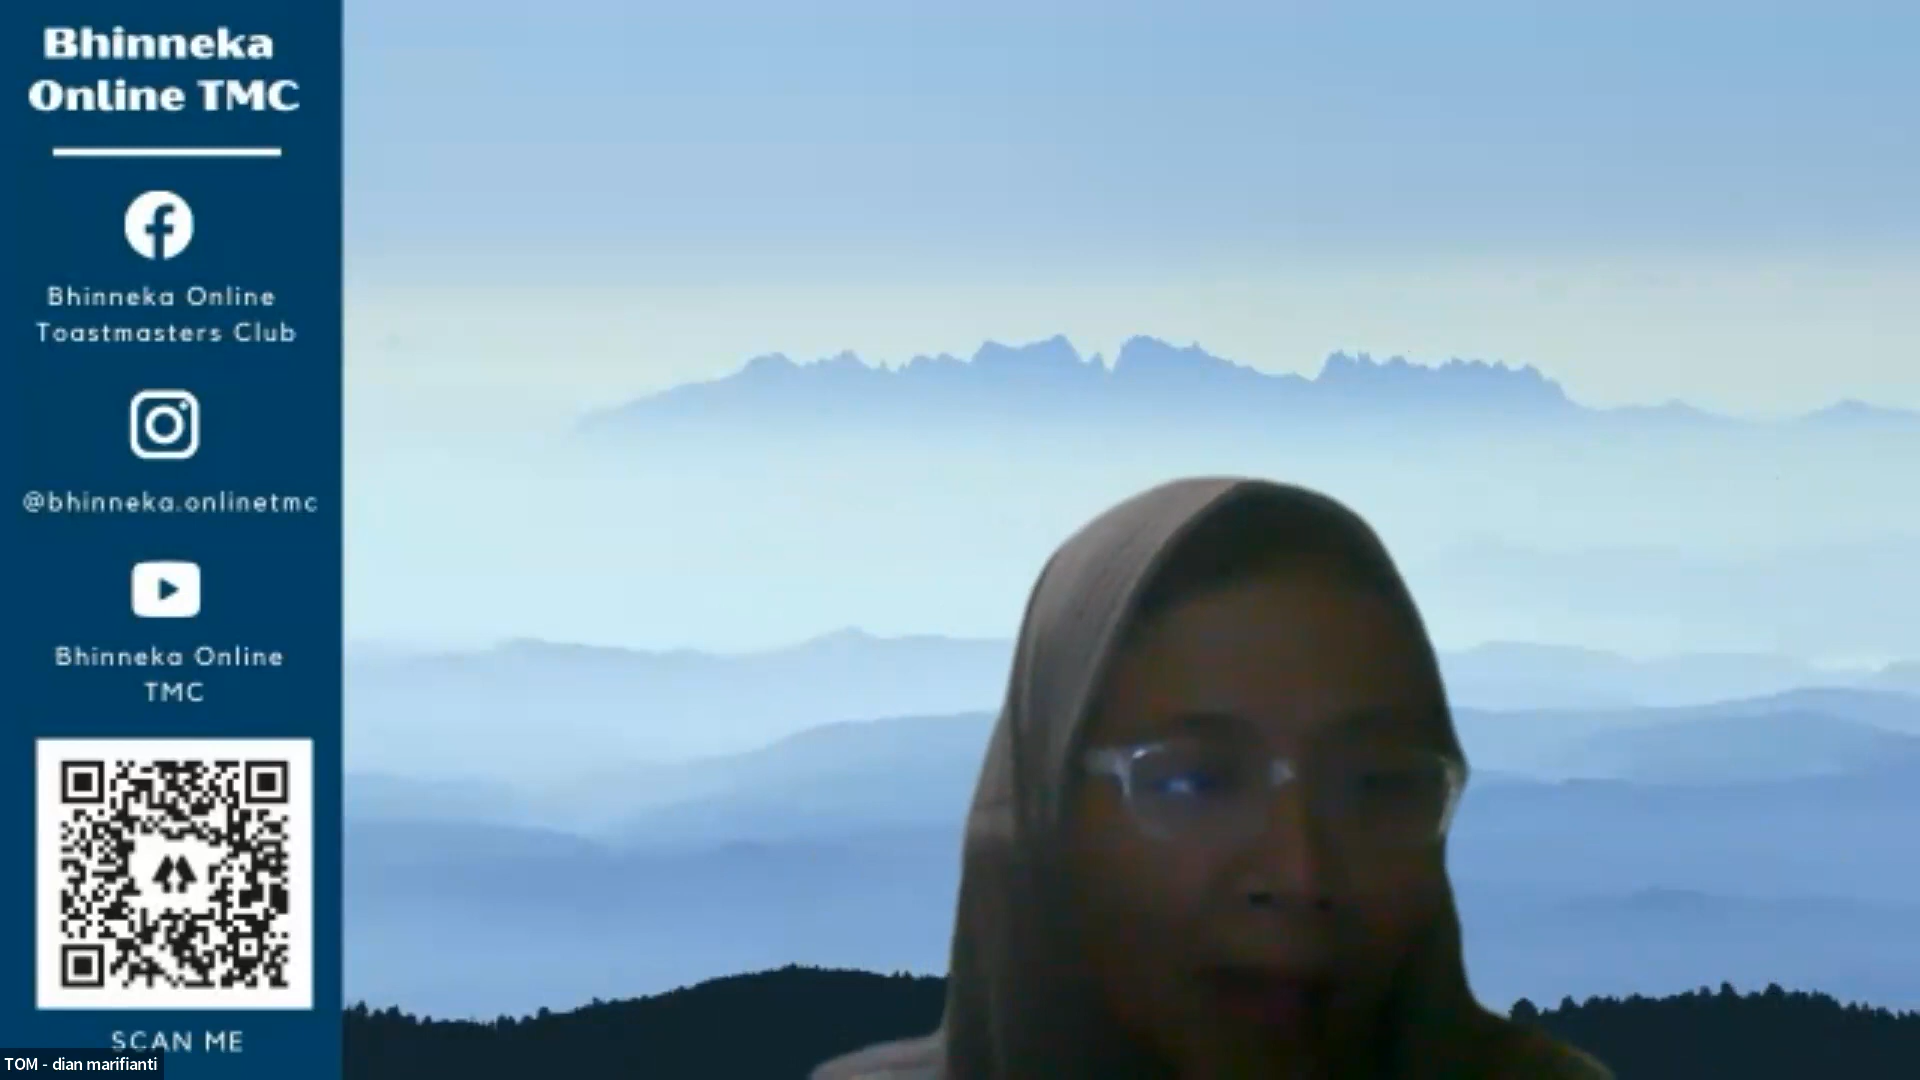 Bhinneka
Online TMC
Bhinneka Online
Toastmasters Club
@bhinneka.onlinetmc
Bhinneka Online
TMC
SCAN ME
TOM - dian marifianti